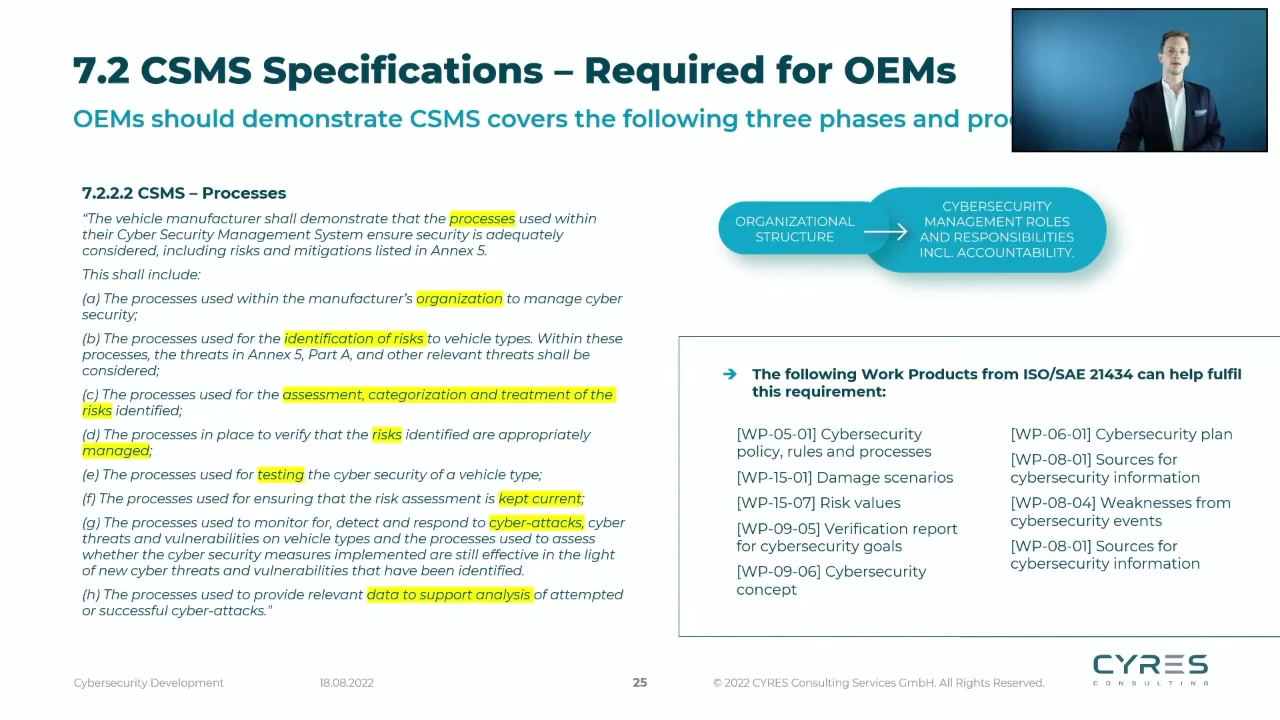 7.2 CSMS Specifications – Required for OEMs
OEMs should demonstrate CSMS covers the following three phases and
7.2.2.2 CSMS – Processes
“The vehicle manufacturer shall demonstrate that the processes used within
their Cyber Security Management System ensure security is adequately
considered, including risks and mitigations listed in Annex 5.
This shall include:
(a) The processes used within the manufacturer’s organization to manage cyber
security;
(b) The processes used for the identification of risks to vehicle types. Within these
processes, the threats in Annex 5, Part A, and other relevant threats shall be
considered;
(c) The processes used for the assessment, categorization and treatment of the
risks identified;
(d) The processes in place to verify that the risks identified are appropriately
managed;
(e) The processes used for testing the cyber security of a vehicle type;
(f) The processes used for ensuring that the risk assessment is kept current;
(g) The processes used to monitor for, detect and respond to cyber-attacks, cyber
threats and vulnerabilities on vehicle types and the processes used to assess
whether the cyber security measures implemented are still effective in the light
of new cyber threats and vulnerabilities that have been identified.
(h) The processes used to provide relevant data to support analysis of attempted
or successful cyber-attacks."
ORGANIZATIONAL
STRUCTURE
CYBERSECURITY
MANAGEMENT ROLES
AND RESPONSIBILITIES
INCL. ACCOUNTABILITY.
The following Work Products from ISO/SAE 21434 can help fulfil
this requirement:
[WP-05-01] Cybersecurity
policy, rules and processes
[WP-15-01] Damage scenarios
[WP-15-07] Risk values
[WP-09-05] Verification report
for cybersecurity goals
[WP-09-06] Cybersecurity
concept
[WP-06-01] Cybersecurity plan
[WP-08-01] Sources for
cybersecurity information
[WP-08-04] Weaknesses from
cybersecurity events
[WP-08-01] Sources for
cybersecurity information
Cybersecurity Development
18.08.2022
25
© 2022 CYRES Consulting Services GmbH. All Rights Reserved.
CYRES
CONSULTING